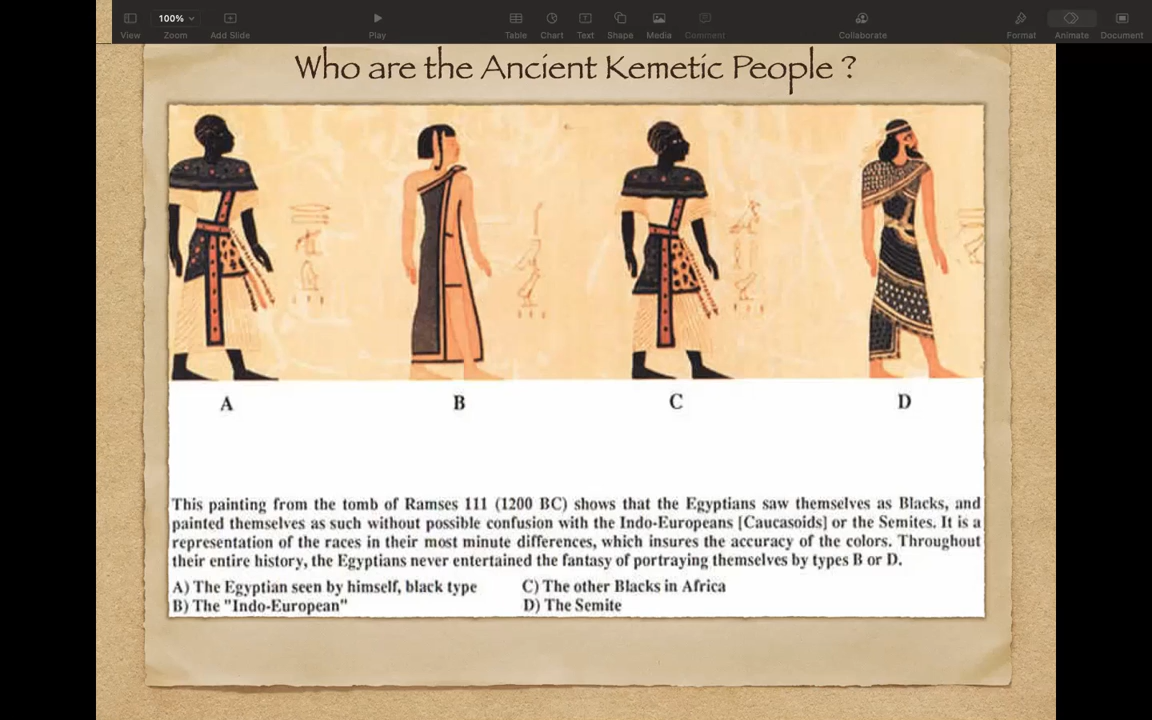 100%
View
Zoom
Add Slide
Play
Table
Chart
Text
Shape
Media
Comment
Collaborate
Format
Animate
Document
Who are the Ancient Kemetic People ?
A
B
C
D
This painting from the tomb of Ramses 111 (1200 BC) shows that the Egyptians saw themselves as Blacks, and
painted themselves as such without possible confusion with the Indo-Europeans [Caucasoids] or the Semites. It is a
representation of the races in their most minute differences, which insures the accuracy of the colors. Throughout
their entire history, the Egyptians never entertained the fantasy of portraying themselves by types B or D.
A) The Egyptian seen by himself, black type
C) The other Blacks in Africa
B) The "Indo-European"
D) The Semite